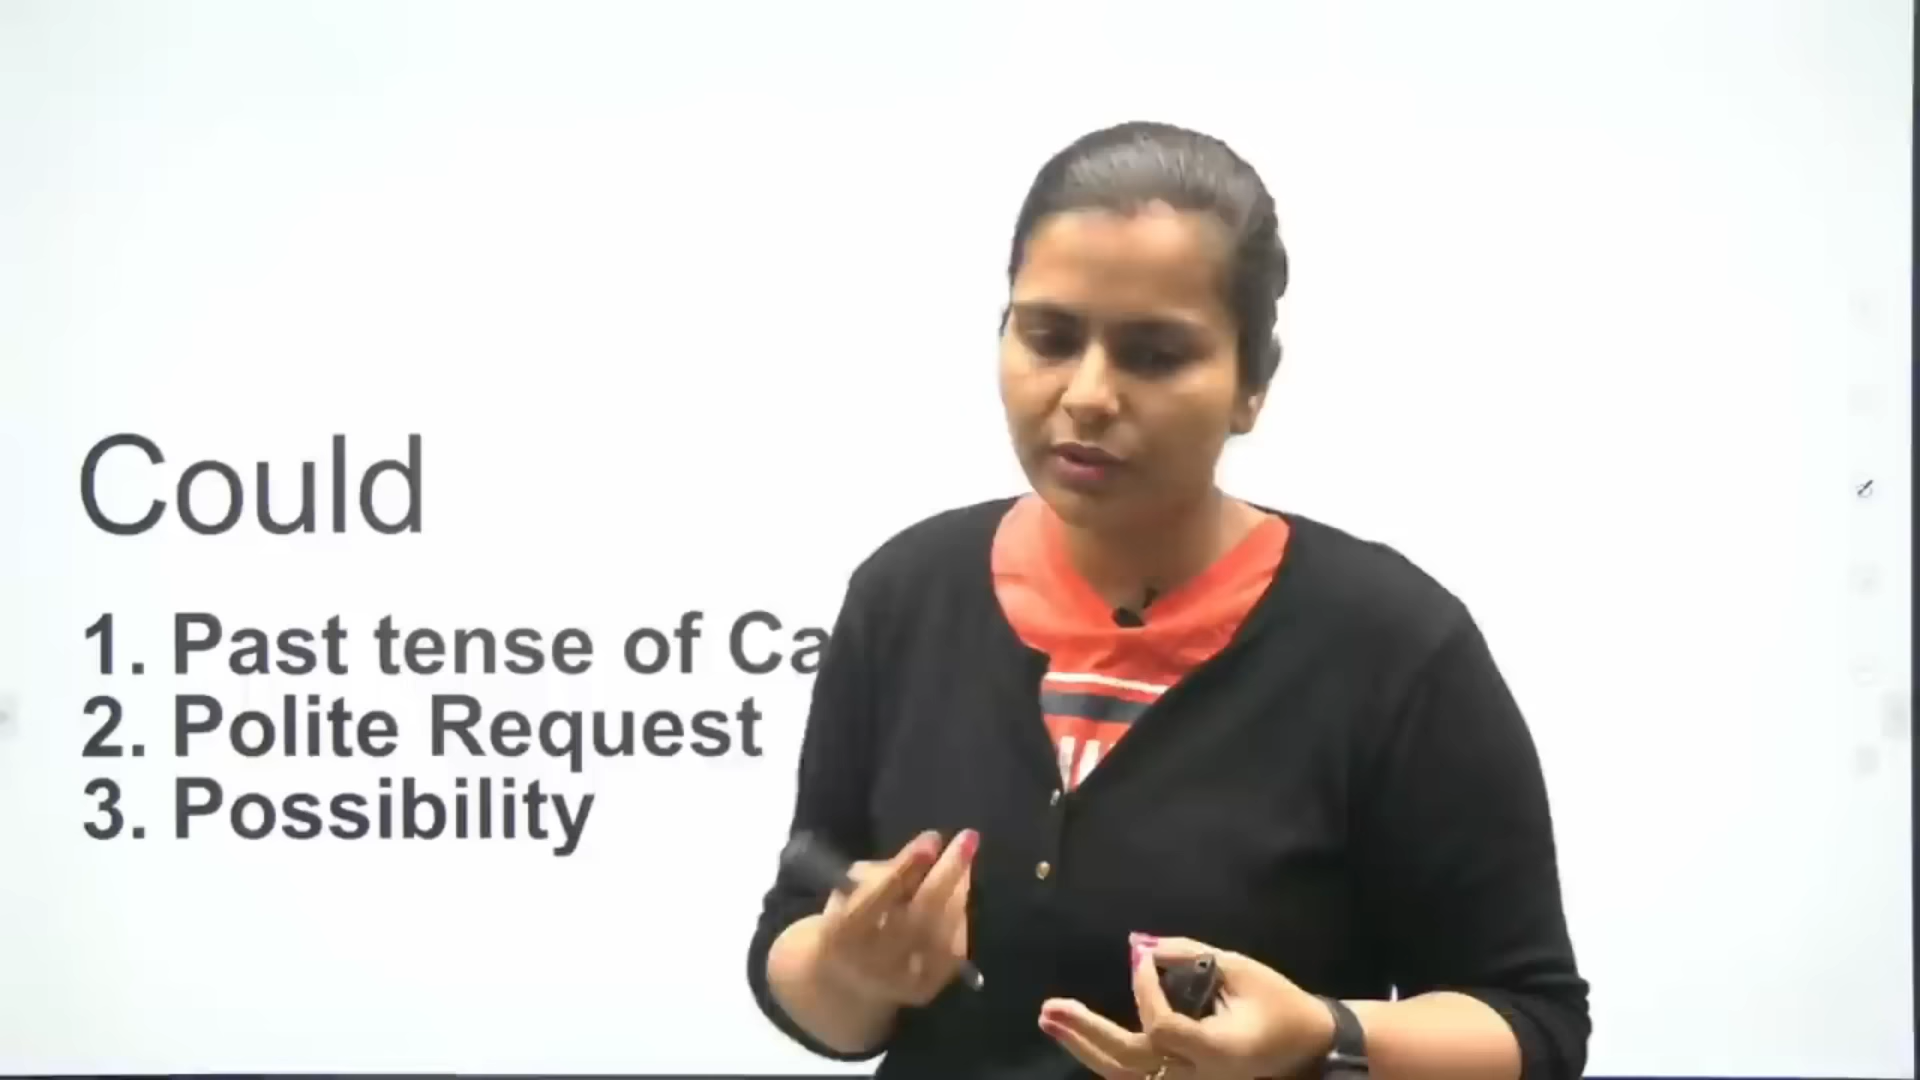 Could
1. Past tense of Ca
2. Polite Request
3. Possibility